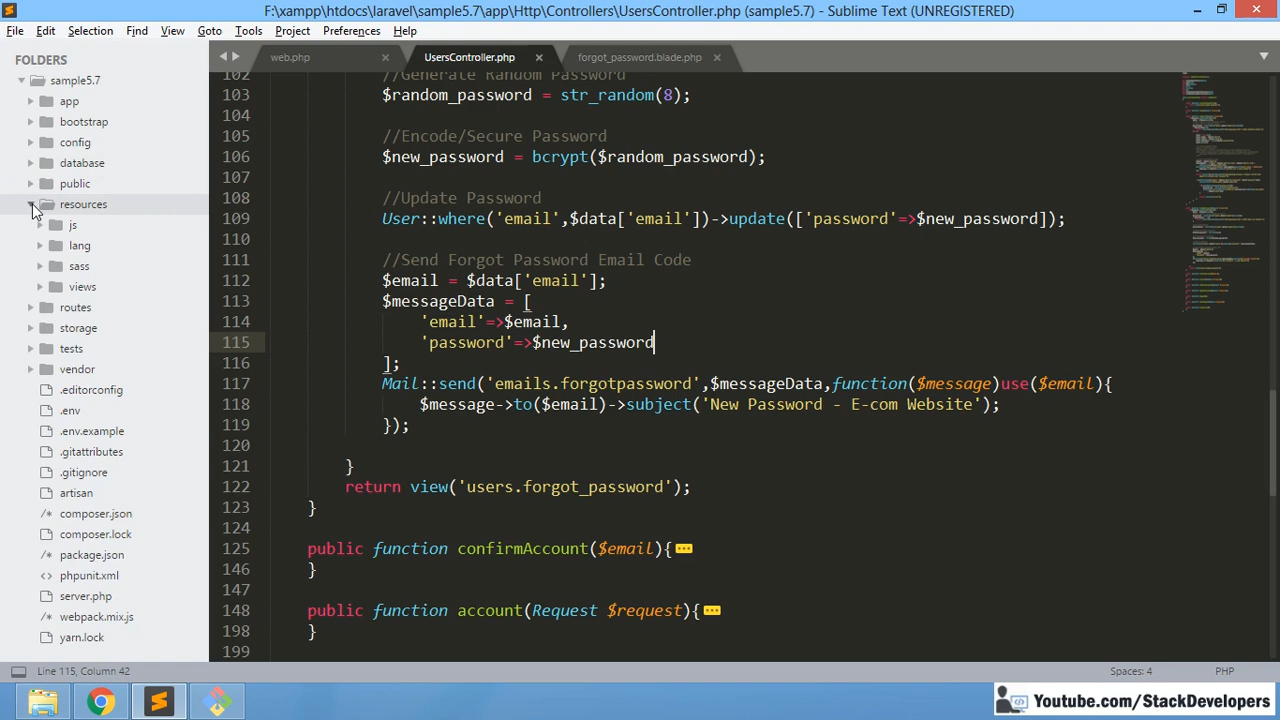 F:\xampp\htdocs\laravel\sample5.7\app\Http\Controllers\UsersController.php (sample5.7) - Sublime Text (UNREGISTERED)
File Edit Selection Find View Goto Tools Project Preferences Help
FOLDERS
sample5.7
app
bootstrap
config
database
public
resources
js
lang
sass
views
routes
storage
tests
vendor
.editorconfig
.env
.env.example
.gitattributes
.gitignore
artisan
composer.json
composer.lock
package.json
phpunit.xml
server.php
webpack.mix.js
yarn.lock
web.php UsersController.php forgot_password.blade.php
102 //Generate Random Password
103 $random_password = str_random(8);
104
105 //Encode/Secure Password
106 $new_password = bcrypt($random_password);
107
108 //Update Password
109 User::where('email',$data['email'])->update(['password'=>$new_password]);
110
111 //Send Forgot Password Email Code
112 $email = $data['email'];
113 $messageData = [
114 'email'=>$email,
115 'password'=>$new_password
116 ];
117 Mail::send('emails.forgotpassword',$messageData,function($message)use($email){
118 $message->to($email)->subject('New Password - E-com Website');
119 });
120
121 }
122 return view('users.forgot_password');
123 }
124
125 public function confirmAccount($email){
146 }
147
148 public function account(Request $request){
198 }
199
Line 115, Column 42
Spaces: 4
PHP
Youtube.com/StackDevelopers